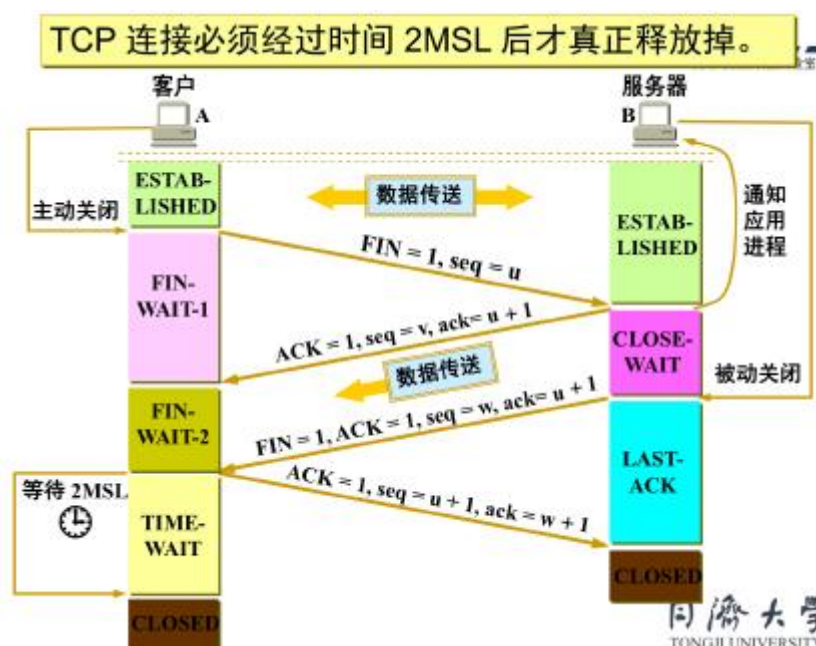 TCP 连接必须经过时间 2MSL 后才真正释放掉。
客户
服务器
A
B
主动关闭
ESTAB-
LISHED
数据传送
ESTAB-
LISHED
通知
应用
进程
FIN = 1, seq = u
FIN-
WAIT-1
ACK = 1, seq = v, ack= u + 1
CLOSE-
WAIT
数据传送
被动关闭
FIN-
WAIT-2
FIN = 1, ACK = 1, seq = w, ack= u + 1
LAST-
ACK
等待 2MSL
ACK = 1, seq = u + 1, ack = w + 1
TIME-
WAIT
CLOSED
CLOSED
同濟大學
TONGJI UNIVERSITY